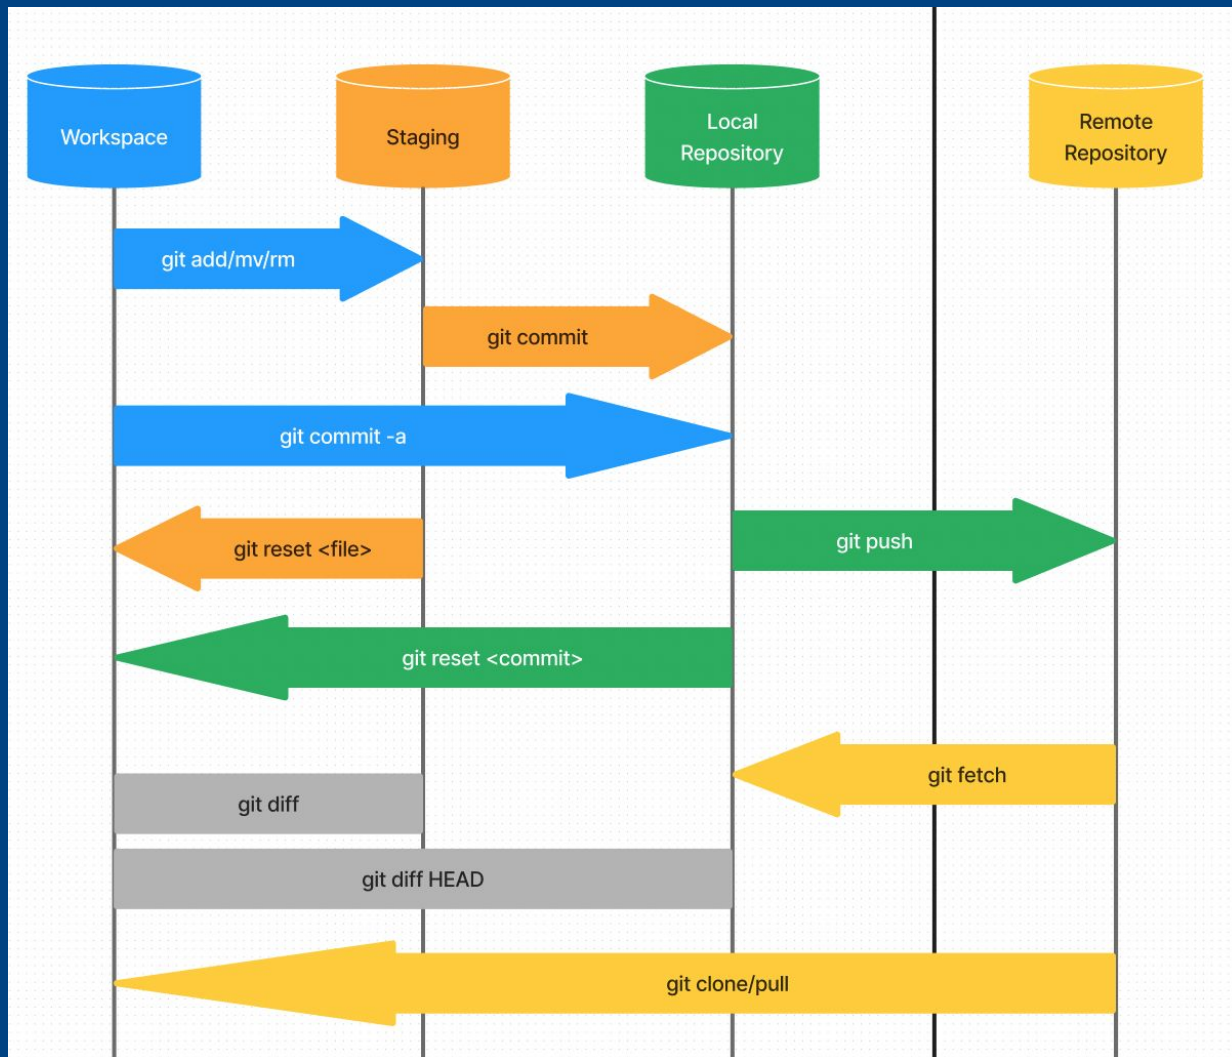 Workspace
Staging
Local
Repository
Remote
Repository
git add/mv/rm
git commit
git commit -a
git push
git reset <file>
git reset <commit>
git fetch
git diff
git diff HEAD
git clone/pull